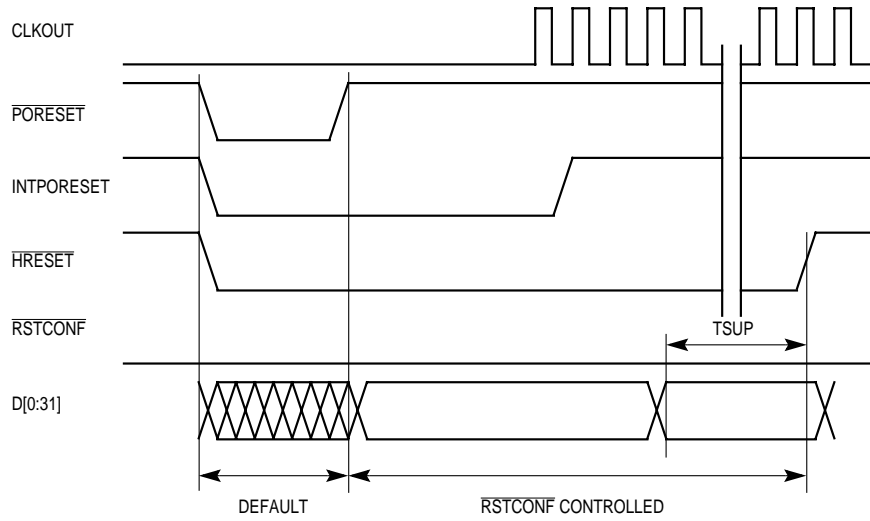 CLKOUT
PORESET
INTPORESET
HRESET
RSTCONF
TSUP
D[0:31]
DEFAULT
RSTCONF CONTROLLED